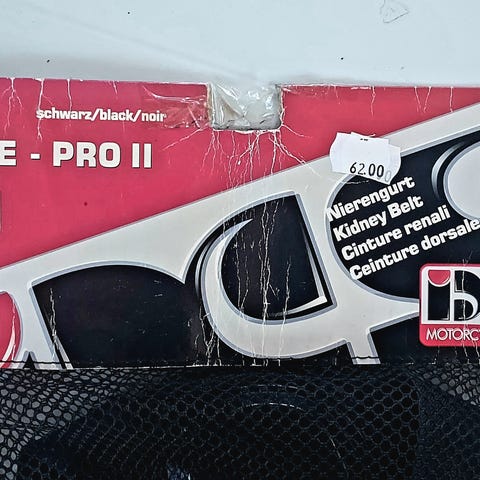 schwarz/black/noir
E - PRO II
62.00
Nierengurt
Kidney Belt
Cinture renali
Ceinture dorsale
MOTORC